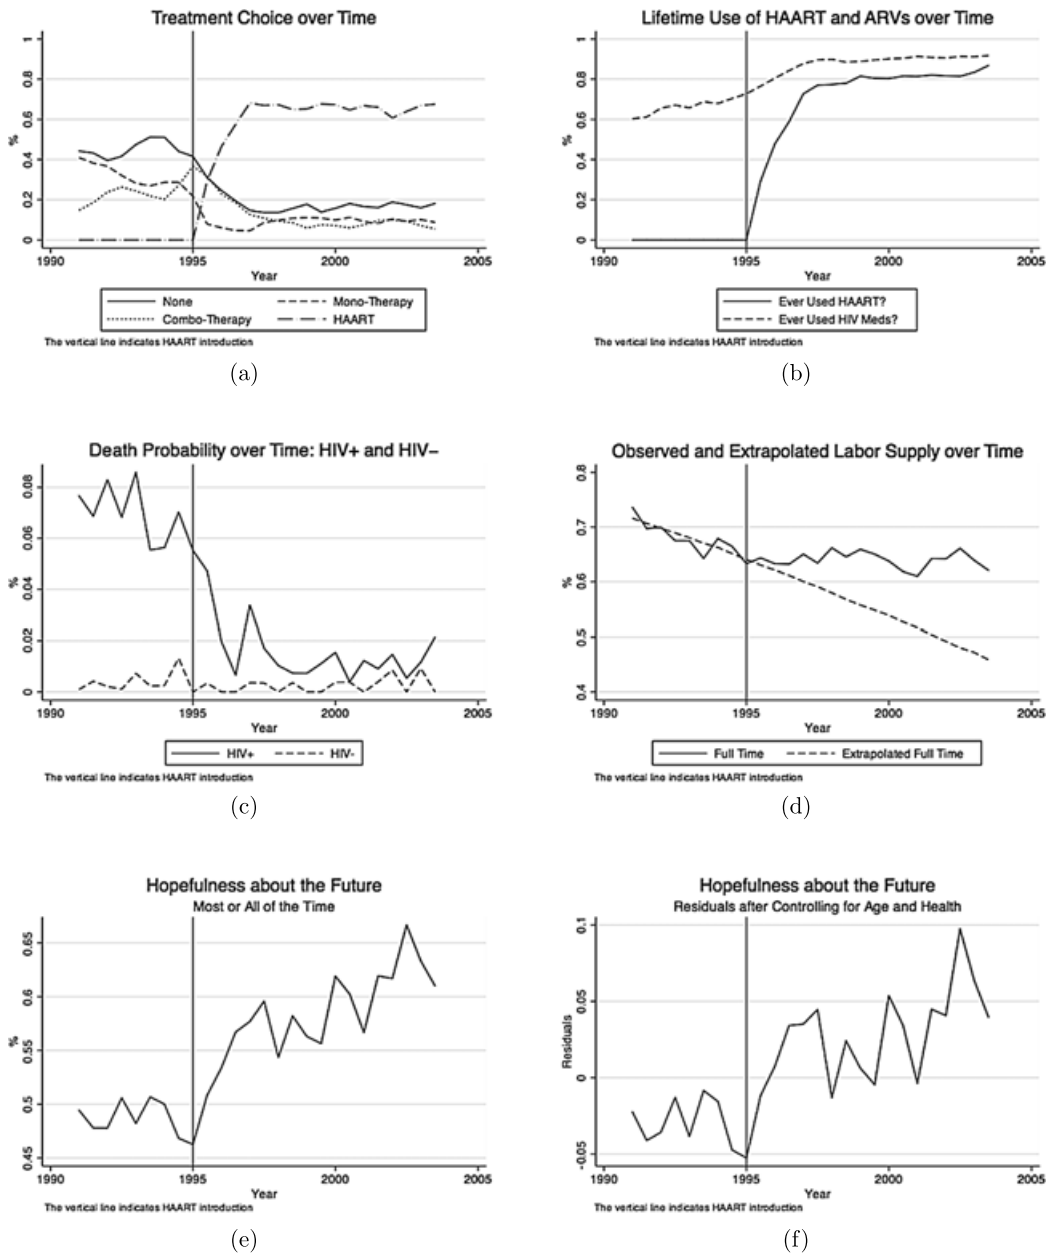 Treatment Choice over Time
%
0 0.2 0.4 0.6 0.8 1
1990 1995 2000 2005
Year
None Mono-Therapy
Combo-Therapy HAART
The vertical line indicates HAART introduction
(a)
Lifetime Use of HAART and ARVs over Time
%
0 0.2 0.4 0.6 0.8 1
1990 1995 2000 2005
Year
Ever Used HAART?
Ever Used HIV Meds?
The vertical line indicates HAART introduction
(b)
Death Probability over Time: HIV+ and HIV−
%
0 0.02 0.04 0.06 0.08
1990 1995 2000 2005
Year
HIV+ HIV-
The vertical line indicates HAART introduction
(c)
Observed and Extrapolated Labor Supply over Time
%
0.4 0.5 0.6 0.7 0.8
1990 1995 2000 2005
Year
Full Time Extrapolated Full Time
The vertical line indicates HAART introduction
(d)
Hopefulness about the Future
Most or All of the Time
%
0.45 0.5 0.55 0.6 0.65
1990 1995 2000 2005
Year
The vertical line indicates HAART introduction
(e)
Hopefulness about the Future
Residuals after Controlling for Age and Health
Residuals
-0.05 0 0.05 0.1
1990 1995 2000 2005
Year
The vertical line indicates HAART introduction
(f)